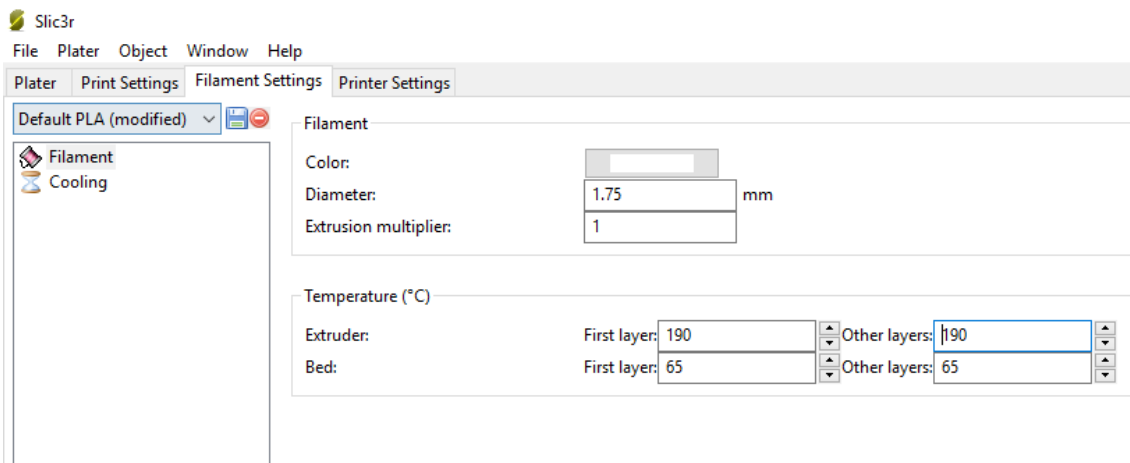 Slic3r
File Plater Object Window Help
Plater Print Settings Filament Settings Printer Settings
Default PLA (modified)
Filament
Cooling
Filament
Color:
Diameter: 1.75 mm
Extrusion multiplier: 1
Temperature (°C)
Extruder: First layer: 190 Other layers: 190
Bed: First layer: 65 Other layers: 65